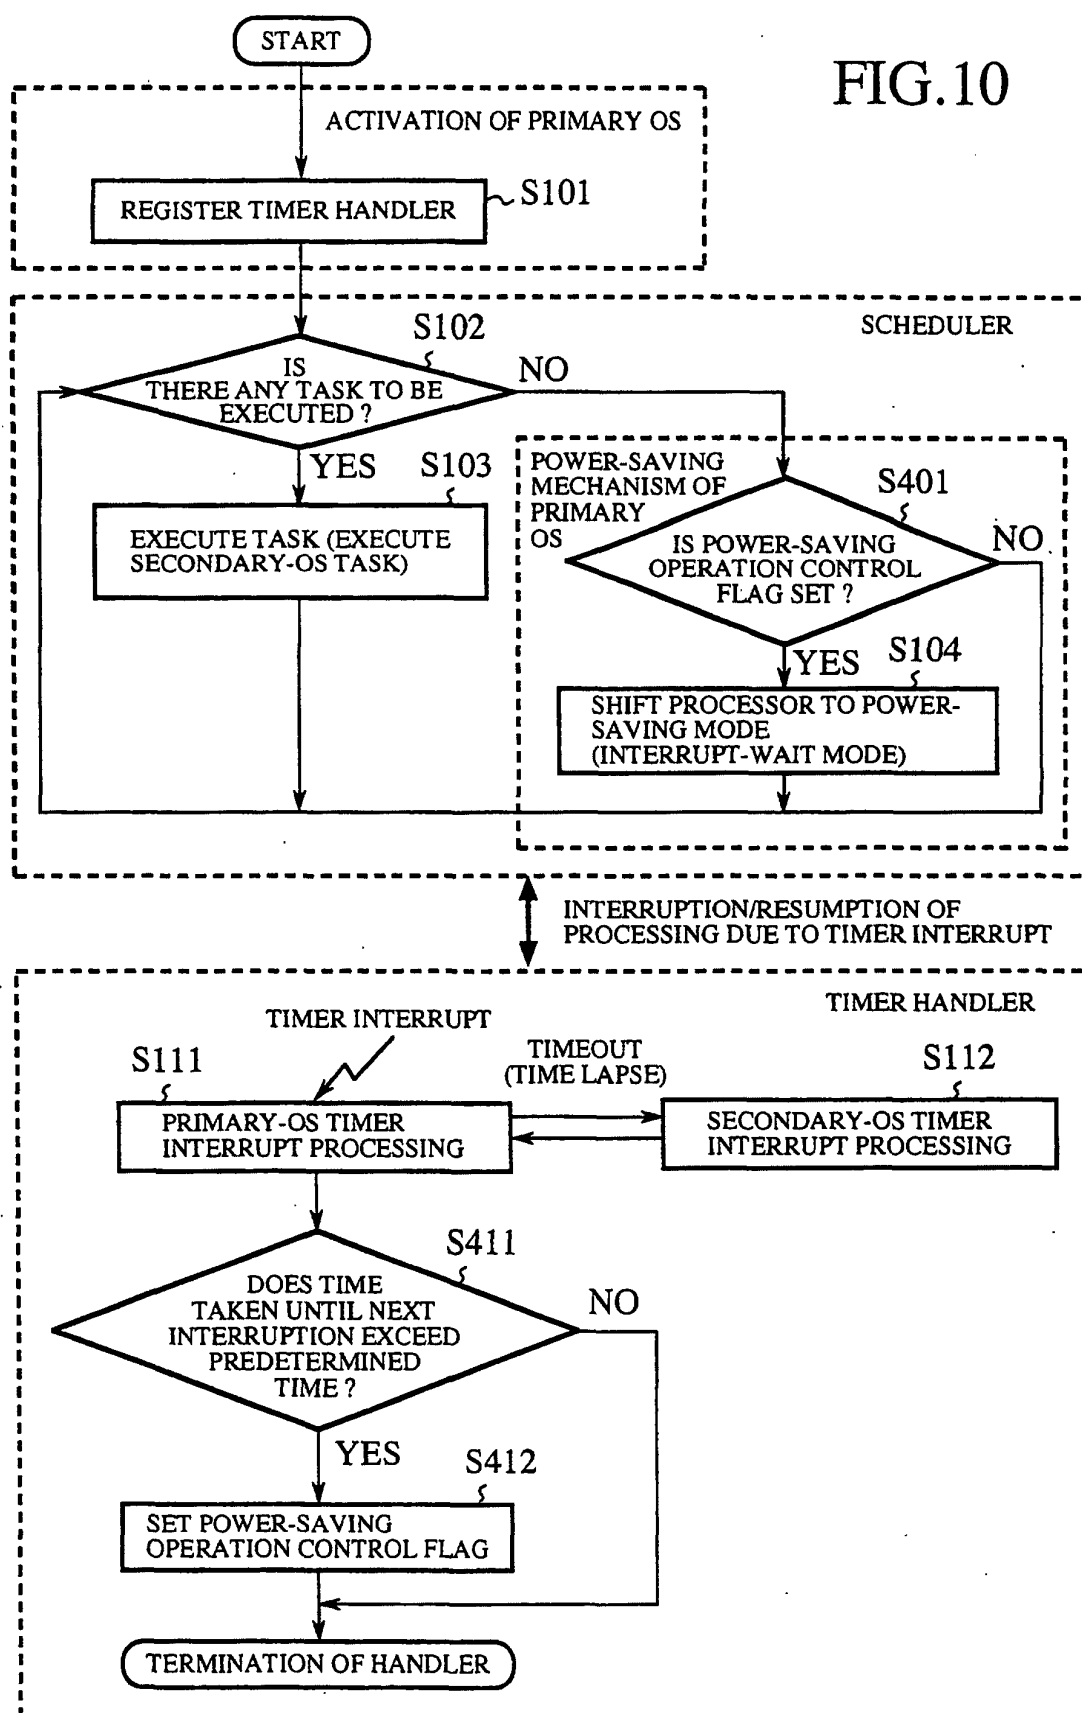 START
FIG.10
ACTIVATION OF PRIMARY OS
REGISTER TIMER HANDLER
S101
SCHEDULER
S102
IS
THERE ANY TASK TO BE
EXECUTED ?
NO
YES
S103
EXECUTE TASK (EXECUTE
SECONDARY-OS TASK)
POWER-SAVING
MECHANISM OF
PRIMARY
OS
S401
IS POWER-SAVING
OPERATION CONTROL
FLAG SET ?
NO
YES
S104
SHIFT PROCESSOR TO POWER-
SAVING MODE
(INTERRUPT-WAIT MODE)
INTERRUPTION/RESUMPTION OF
PROCESSING DUE TO TIMER INTERRUPT
TIMER HANDLER
TIMER INTERRUPT
S111
PRIMARY-OS TIMER
INTERRUPT PROCESSING
TIMEOUT
(TIME LAPSE)
S112
SECONDARY-OS TIMER
INTERRUPT PROCESSING
S411
DOES TIME
TAKEN UNTIL NEXT
INTERRUPTION EXCEED
PREDETERMINED
TIME ?
NO
YES
S412
SET POWER-SAVING
OPERATION CONTROL FLAG
TERMINATION OF HANDLER